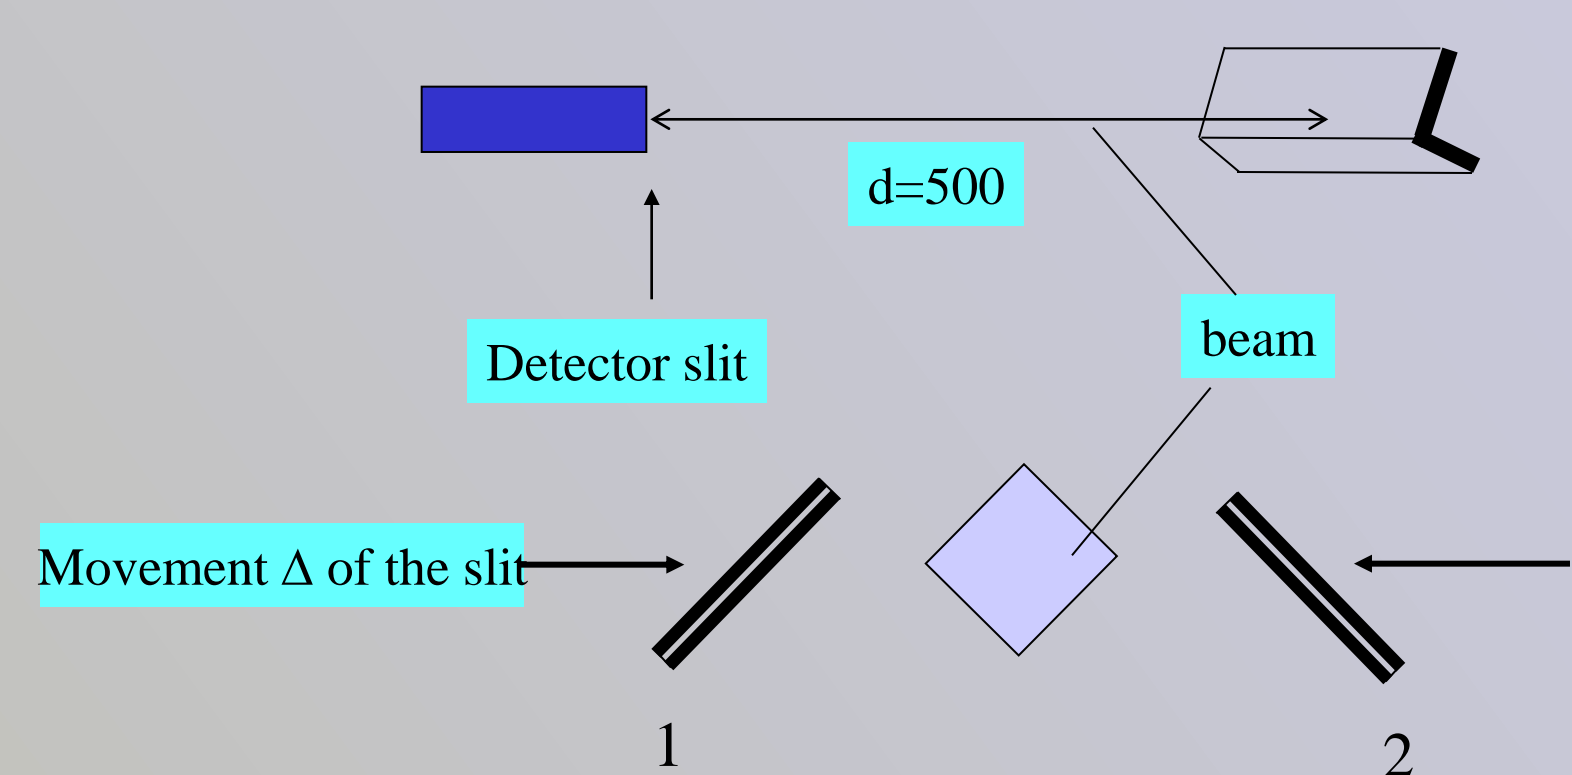 d=500
Detector slit
beam
Movement Δ of the slit
1
2